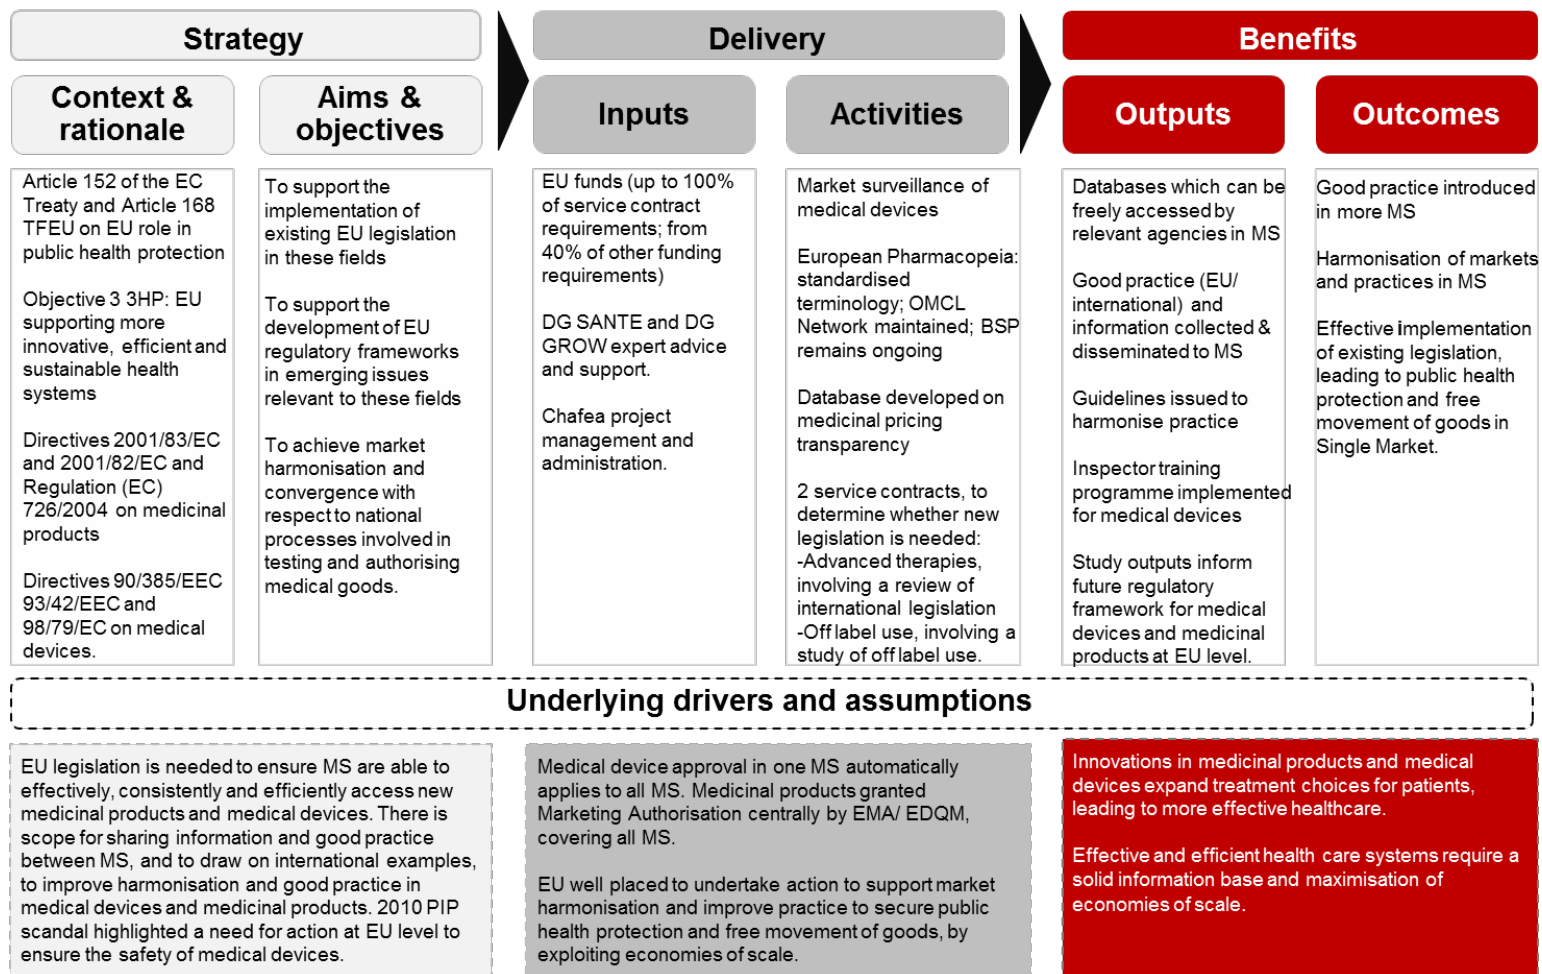 Strategy
Delivery
Benefits
Context &
rationale
Aims &
objectives
Inputs
Activities
Outputs
Outcomes
Article 152 of the EC
Treaty and Article 168
TFEU on EU role in
public health protection
Objective 3 3HP: EU
supporting more
innovative, efficient and
sustainable health
systems
Directives 2001/83/EC
and 2001/82/EC and
Regulation (EC)
726/2004 on medicinal
products
Directives 90/385/EEC
93/42/EEC and
98/79/EC on medical
devices.
To support the
implementation of
existing EU legislation
in these fields
To support the
development of EU
regulatory frameworks
in emerging issues
relevant to these fields
To achieve market
harmonisation and
convergence with
respect to national
processes involved in
testing and authorising
medical goods.
EU funds (up to 100%
of service contract
requirements; from
40% of other funding
requirements)
DG SANTE and DG
GROW expert advice
and support.
Chafea project
management and
administration.
Market surveillance of
medical devices
European Pharmacopeia:
standardised
terminology; OMCL
Network maintained; BSP
remains ongoing
Database developed on
medicinal pricing
transparency
2 service contracts, to
determine whether new
legislation is needed:
-Advanced therapies,
involving a review of
international legislation
-Off label use, involving a
study of off label use.
Databases which can be
freely accessed by
relevant agencies in MS
Good practice (EU/
international) and
information collected &
disseminated to MS
Guidelines issued to
harmonise practice
Inspector training
programme implemented
for medical devices
Study outputs inform
future regulatory
framework for medical
devices and medicinal
products at EU level.
Good practice introduced
in more MS
Harmonisation of markets
and practices in MS
Effective implementation
of existing legislation,
leading to public health
protection and free
movement of goods in
Single Market.
Underlying drivers and assumptions
EU legislation is needed to ensure MS are able to
effectively, consistently and efficiently access new
medicinal products and medical devices. There is
scope for sharing information and good practice
between MS, and to draw on international examples,
to improve harmonisation and good practice in
medical devices and medicinal products. 2010 PIP
scandal highlighted a need for action at EU level to
ensure the safety of medical devices.
Medical device approval in one MS automatically
applies to all MS. Medicinal products granted
Marketing Authorisation centrally by EMA/ EDQM,
covering all MS.
EU well placed to undertake action to support market
harmonisation and improve practice to secure public
health protection and free movement of goods, by
exploiting economies of scale.
Innovations in medicinal products and medical
devices expand treatment choices for patients,
leading to more effective healthcare.
Effective and efficient health care systems require a
solid information base and maximisation of
economies of scale.